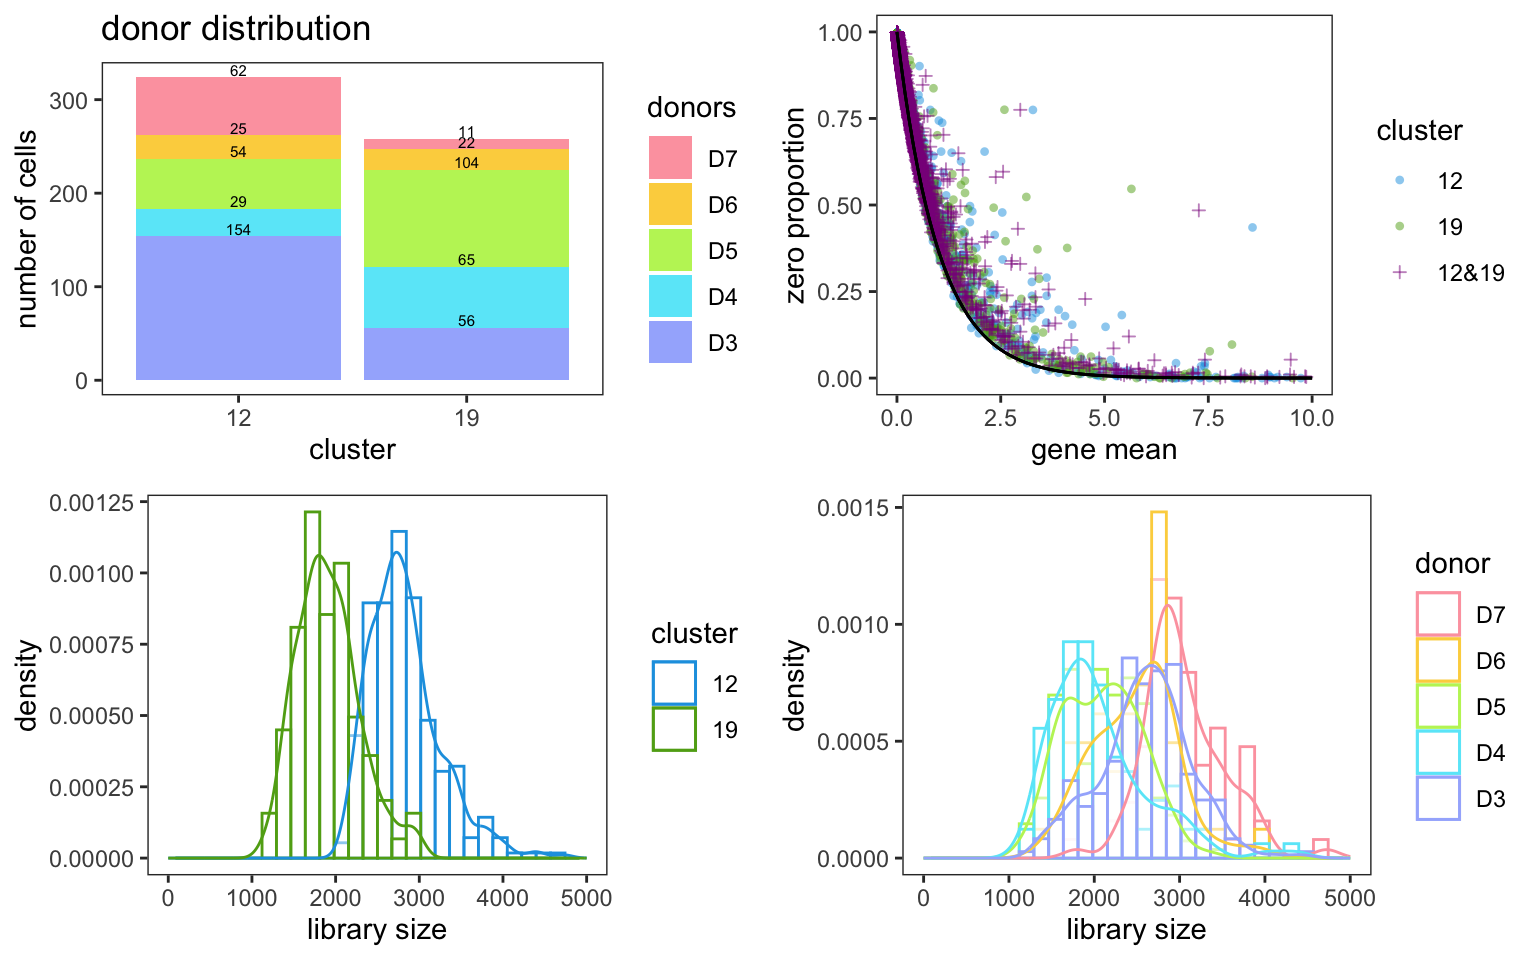 donor distribution
number of cells
300
200
100
0
62
25
54
29
154
11
22
104
65
56
12
19
cluster
donors
D7
D6
D5
D4
D3
zero proportion
1.00
0.75
0.50
0.25
0.00
0.0 2.5 5.0 7.5 10.0
gene mean
cluster
12
19
12&19
density
0.00125
0.00100
0.00075
0.00050
0.00025
0.00000
0 1000 2000 3000 4000 5000
library size
cluster
12
19
density
0.0015
0.0010
0.0005
0.0000
0 1000 2000 3000 4000 5000
library size
donor
D7
D6
D5
D4
D3